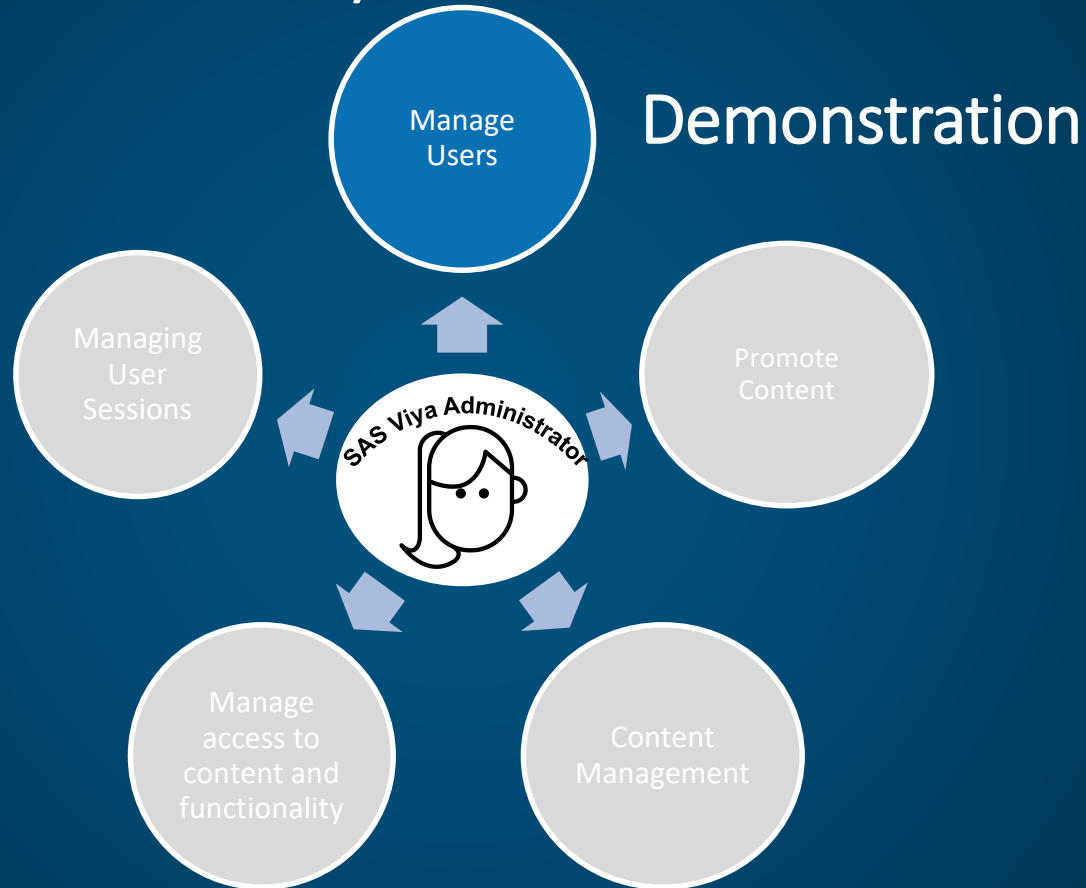 Demonstration
Manage
Users
Managing
User
Sessions
Promote
Content
SAS Viya Administrator
Manage
access to
content and
functionality
Content
Management